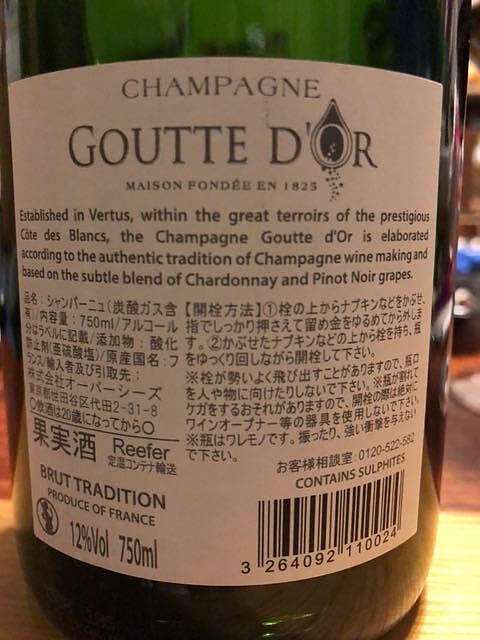 CHAMPAGNE
GOUTTE D'OR
MAISON FONDÉE EN 1825
Established in Vertus, within the great terroirs of the prestigious
Côte des Blancs, the Champagne Goutte d'Or is elaborated
according to the authentic tradition of Champagne wine making and
based on the subtle blend of Chardonnay and Pinot Noir grapes.
品名:シャンパーニュ(炭酸ガス含
有)/内容量:750ml/アルコール
分はラベルに記載/添加物:酸化
防止剤(亜硫酸塩)/原産国名:フ
ランス/輸入者及び引取先:
株式会社オーバーシーズ
東京都世田谷区代田2-31-8
〇飲酒は20歳になってから〇
果実酒 Reefer
定温コンテナ輸送
【開栓方法】①栓の上からナプキンなどをかぶせ、
指でしっかり押さえて留め金をゆるめてから外しま
す。②かぶせたナプキンなどの上から栓を持ち、瓶
をゆっくり回しながら開栓して下さい。
※栓が勢いよく飛び出すことがありますので、瓶口
を人や物に向けたりしないで下さい。※瓶が割れて
ケガをするおそれがありますので、開栓の際は絶対に
ワインオープナー等の器具を使用しないで下さい。
※瓶はワレモノです。振ったり、強い衝撃を与えない
で下さい。
お客様相談室:0120-522-582
CONTAINS SULPHITES
BRUT TRADITION
PRODUCE OF FRANCE
12%Vol 750ml
3 264092 110024